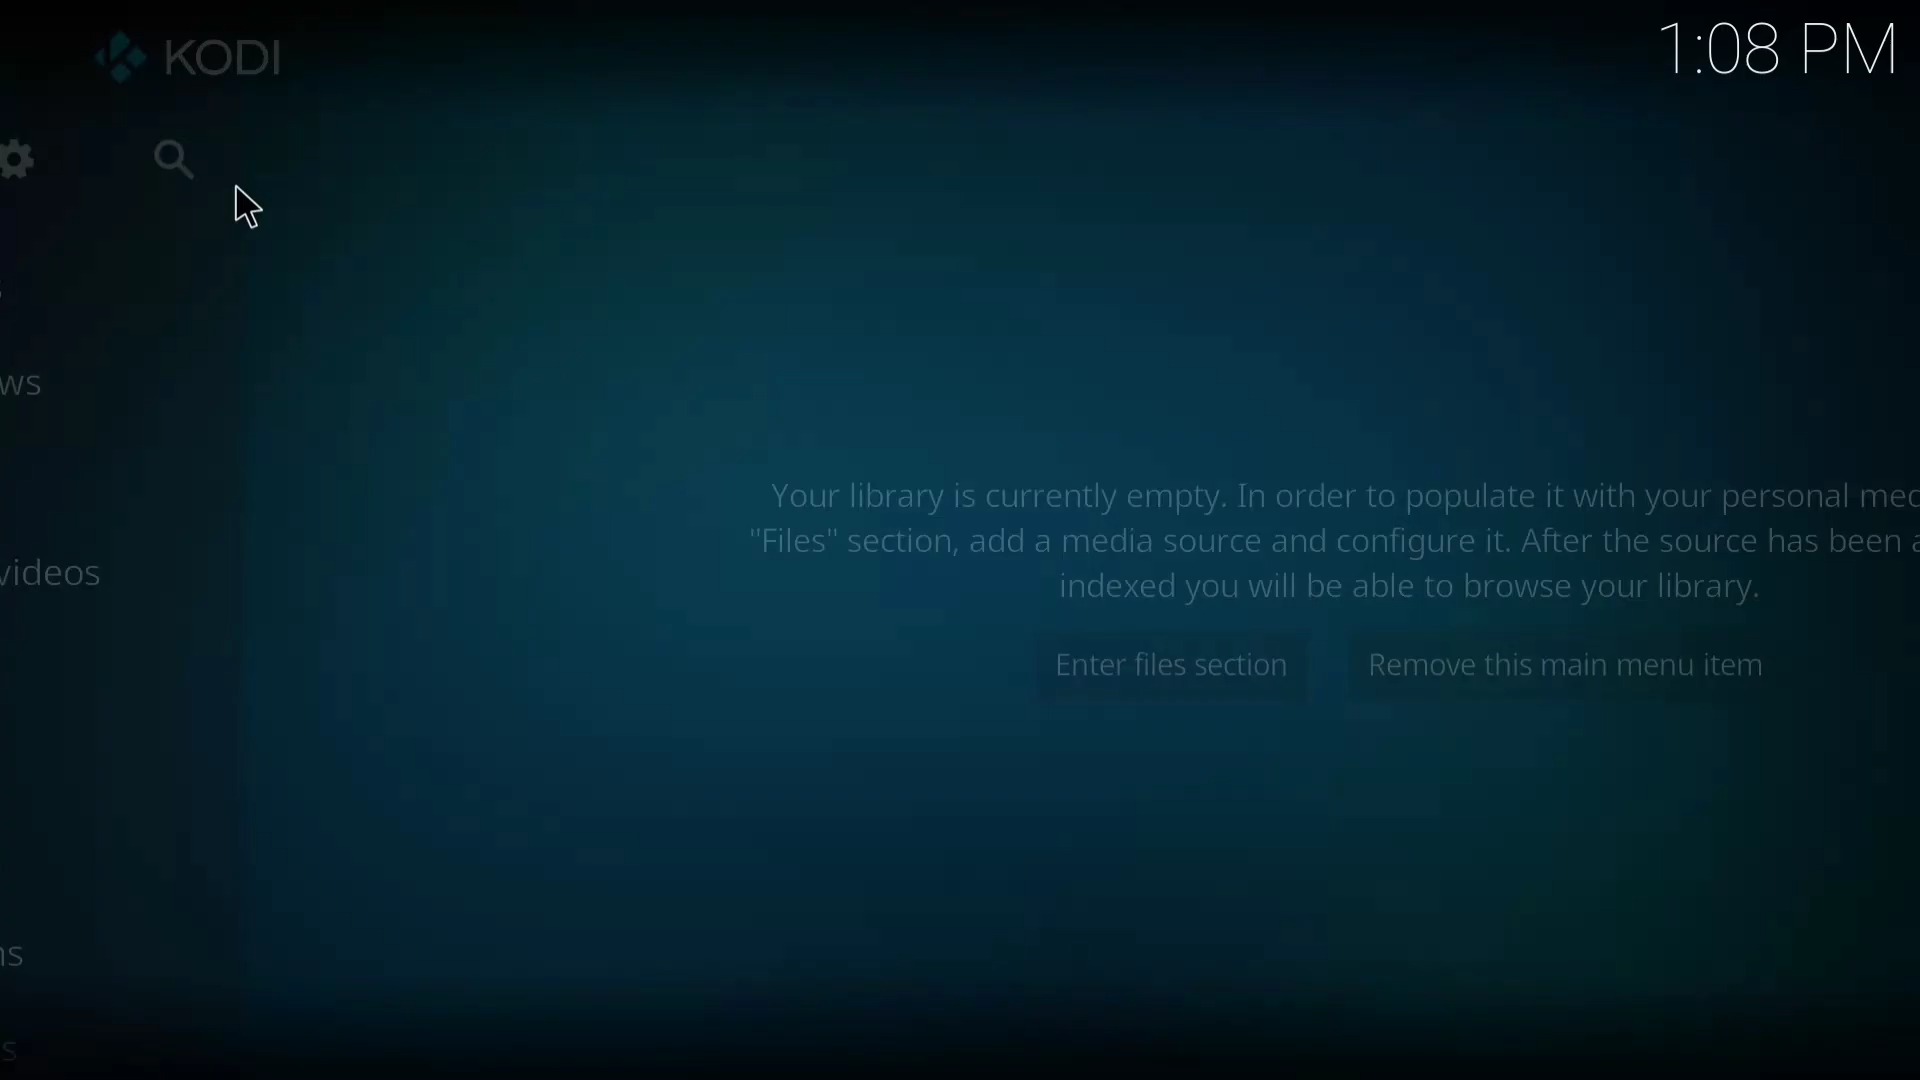 KODI
1:08 PM
ws
videos
Your library is currently empty. In order to populate it with your personal med
"Files" section, add a media source and configure it. After the source has been a
indexed you will be able to browse your library.
Enter files section
Remove this main menu item
ns
s